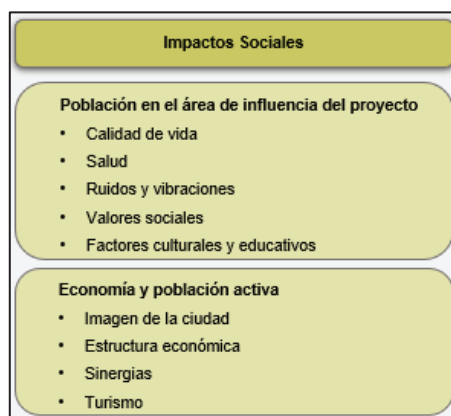 Impactos Sociales
Población en el área de influencia del proyecto
• Calidad de vida
• Salud
• Ruidos y vibraciones
• Valores sociales
• Factores culturales y educativos
Economía y población activa
• Imagen de la ciudad
• Estructura económica
• Sinergias
• Turismo